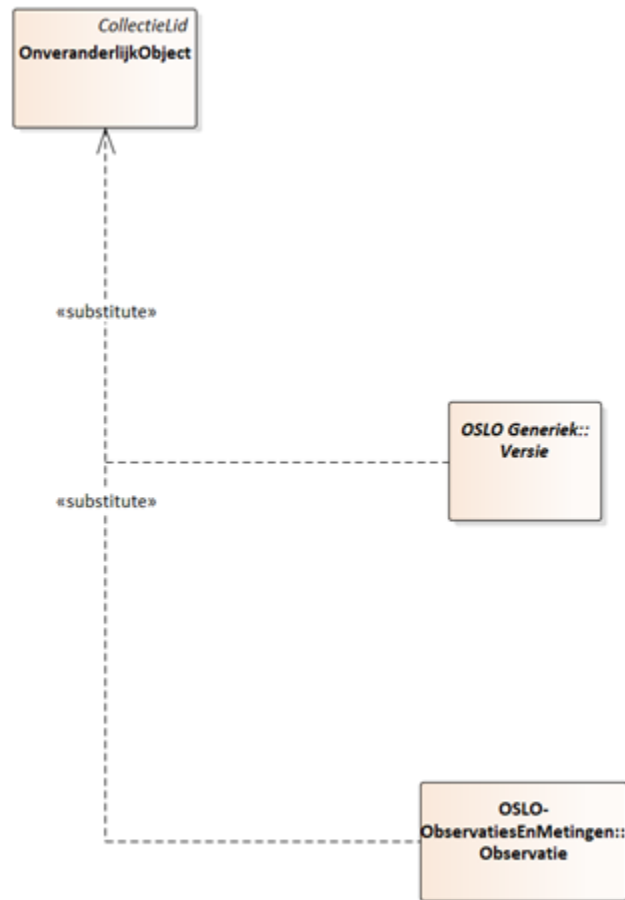 CollectieLid
OnveranderlijkObject
«substitute»
OSLO Generiek::
Versie
«substitute»
OSLO-
ObservatiesEnMetingen::
Observatie